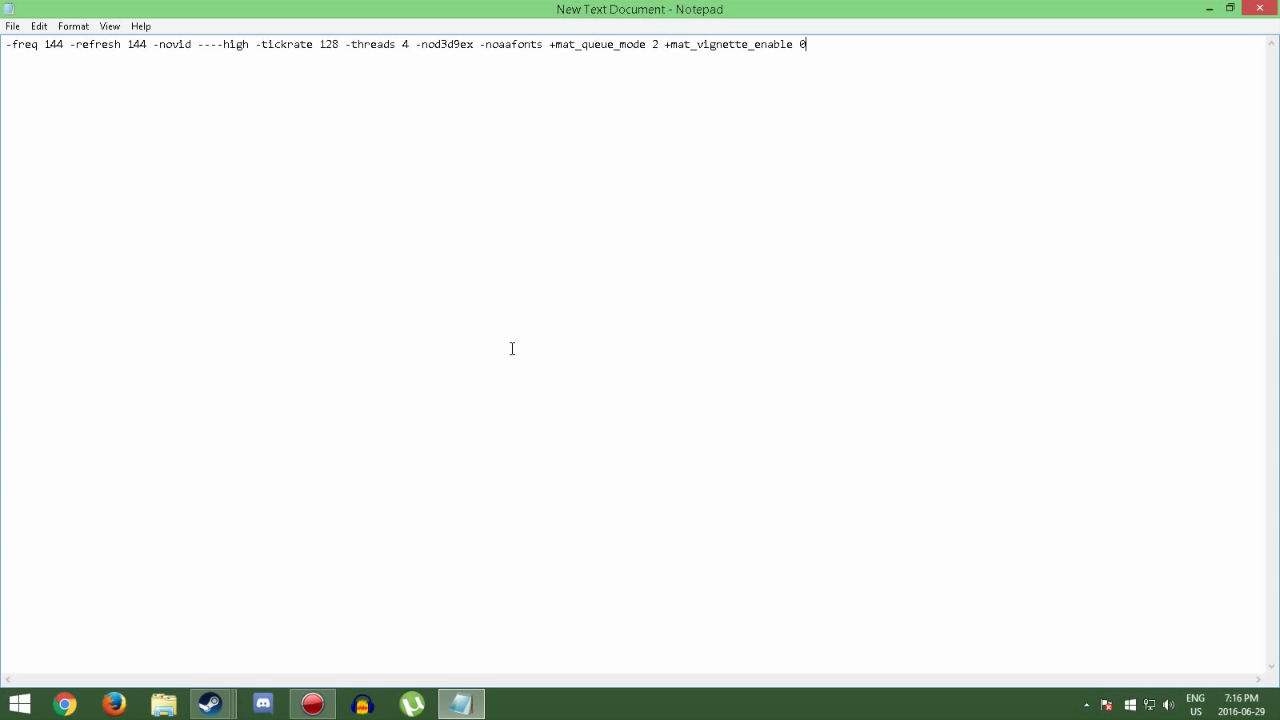 New Text Document - Notepad
File Edit Format View Help
-freq 144 -refresh 144 -novid ----high -tickrate 128 -threads 4 -nod3d9ex -noaafonts +mat_queue_mode 2 +mat_vignette_enable 0
ENG 7:16 PM
US 2016-06-29